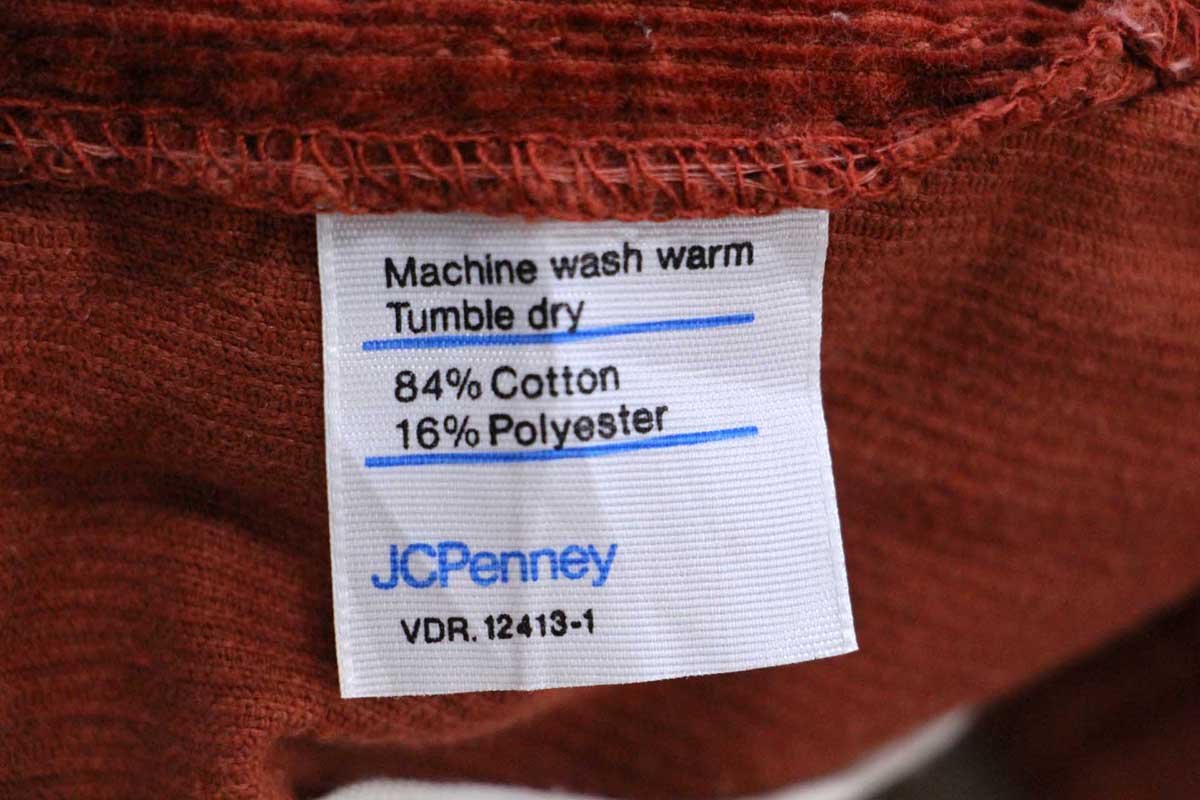 Machine wash warm
Tumble dry
84% Cotton
16% Polyester
JCPenney
VDR. 12413-1